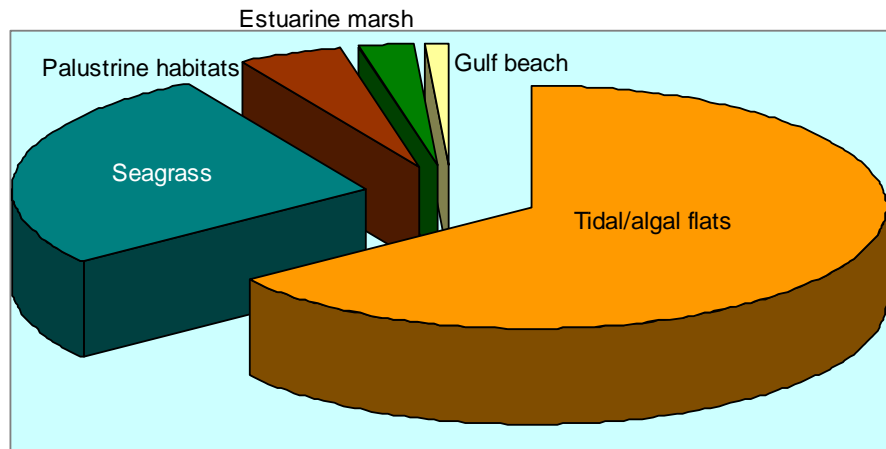 Estuarine marsh
Palustrine habitats
Gulf beach
Seagrass
Tidal/algal flats